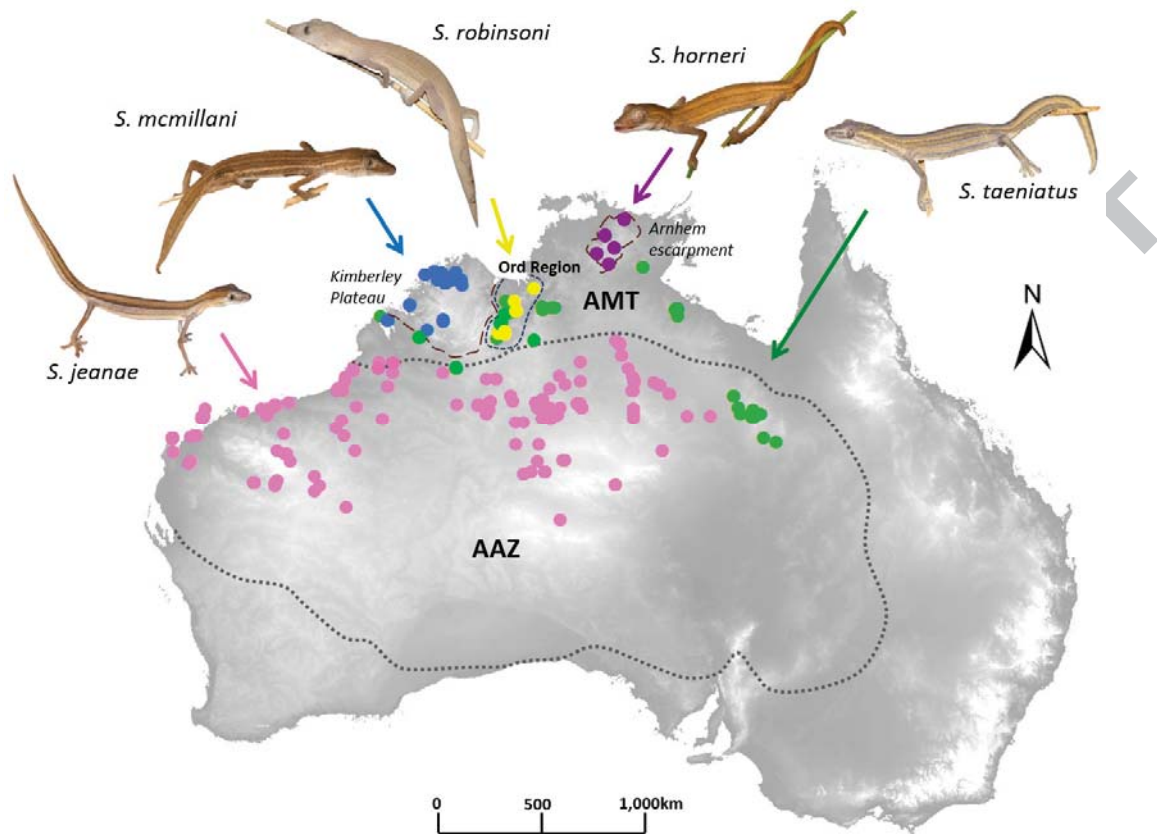 S. robinsoni
S. horneri
S. mcmillani
S. taeniatus
Arnhem
escarpment
Ord Region
Kimberley
Plateau
AMT
N
S. jeanae
AAZ
0 500 1,000km